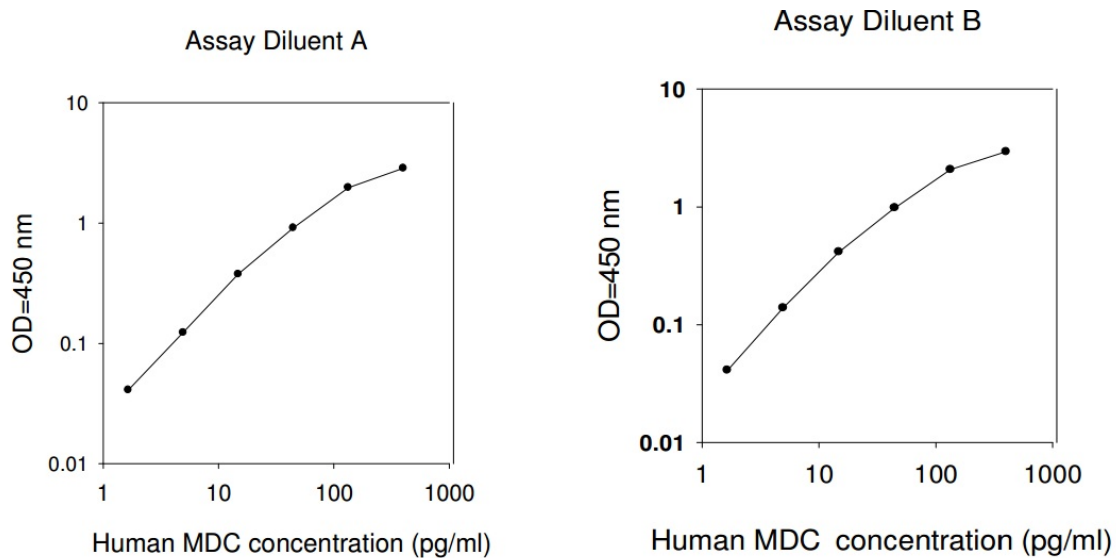 Assay Diluent A
10
1
0.1
0.01
OD=450 nm
1
10
100
1000
Human MDC concentration (pg/ml)
Assay Diluent B
10
1
0.1
0.01
OD=450 nm
1
10
100
1000
Human MDC concentration (pg/ml)